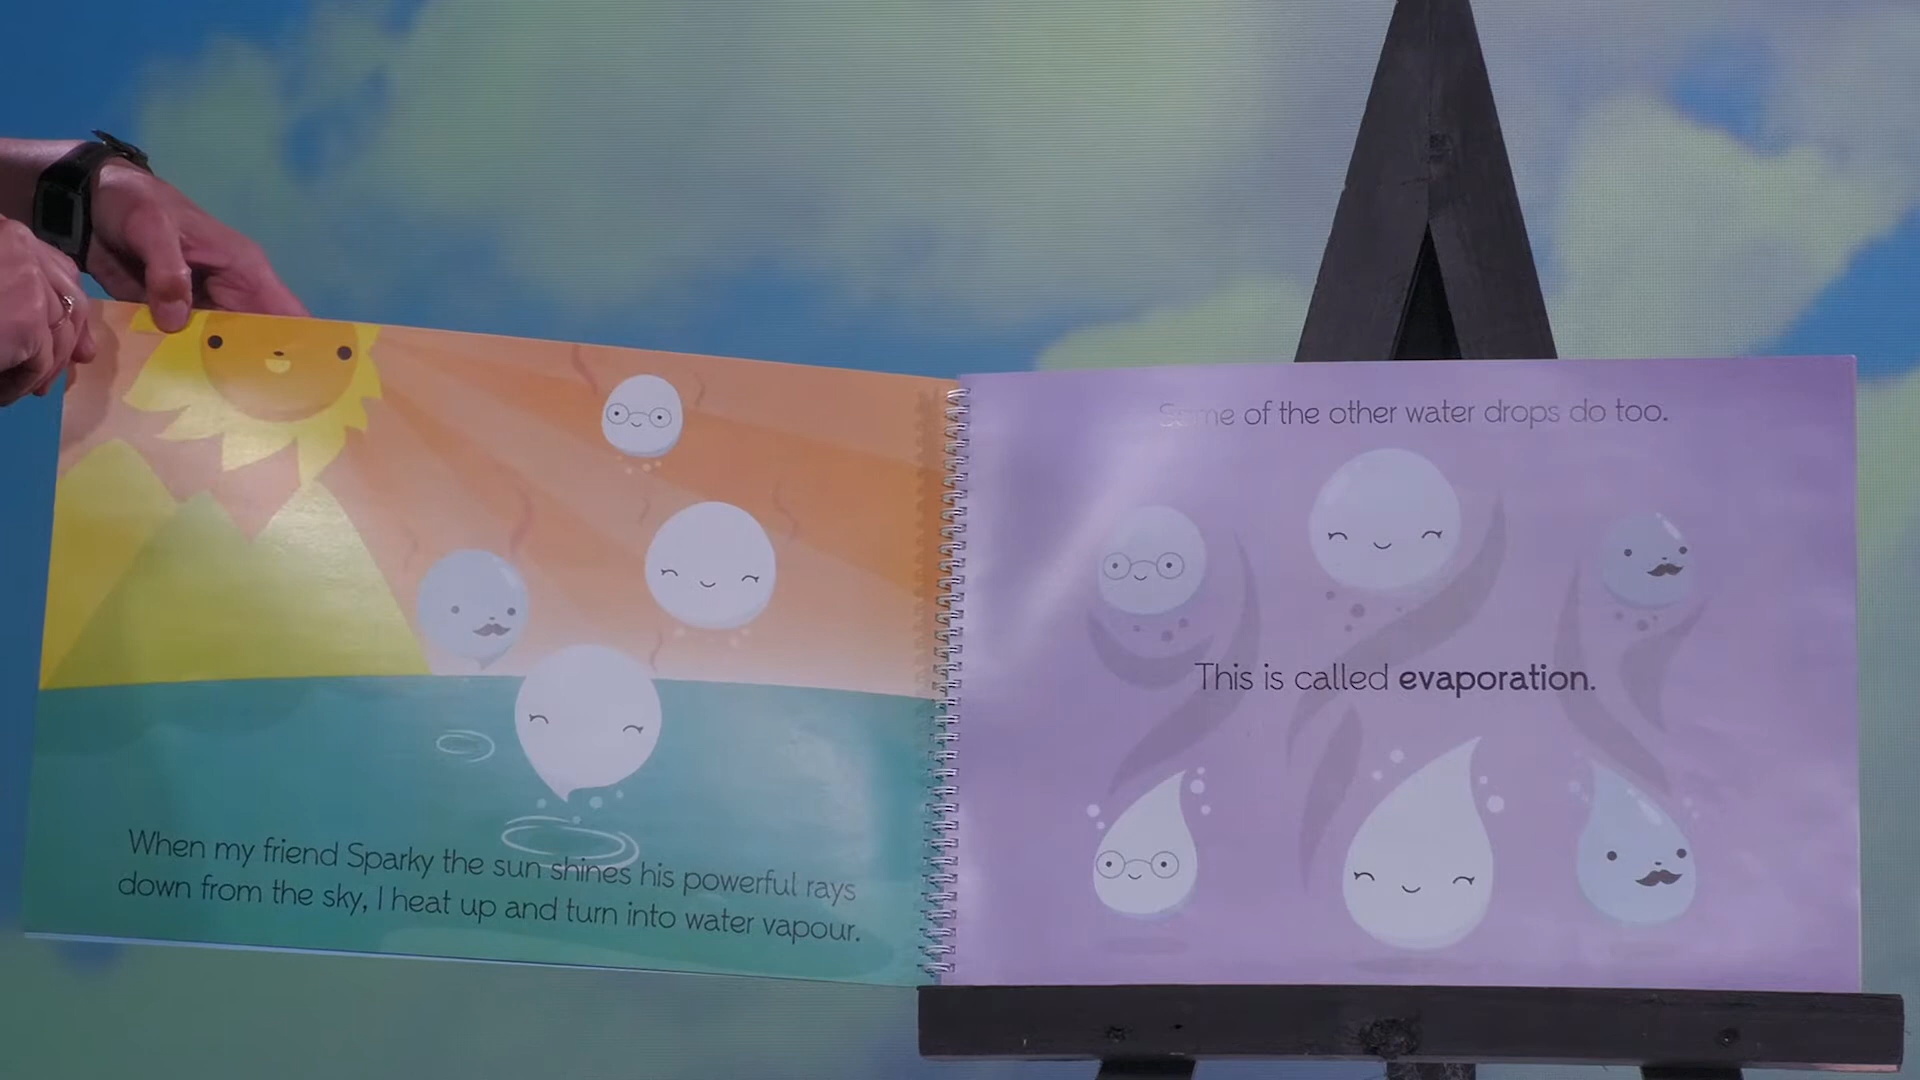 When my friend Sparky the sun shines his powerful rays
down from the sky, I heat up and turn into water vapour.
Some of the other water drops do too.
This is called evaporation.